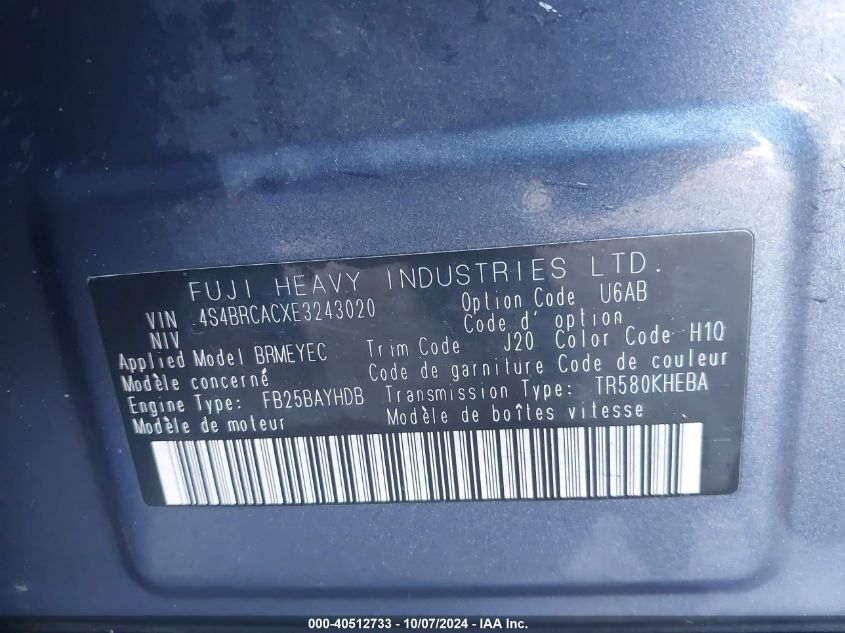 FUJI HEAVY INDUSTRIES LTD.
VIN 4S4BRCACXE3243020 Option Code U6AB
NIV Code d' option
Applied Model BRMEYEC Trim Code J20 Color Code H1Q
Modèle concerné Code de garniture Code de couleur
Engine Type: FB25BAYHDB Transmission Type: TR580KHEBA
Modèle de moteur Modèle de boîtes vitesse
000-40512733 - 10/07/2024 - IAA Inc.